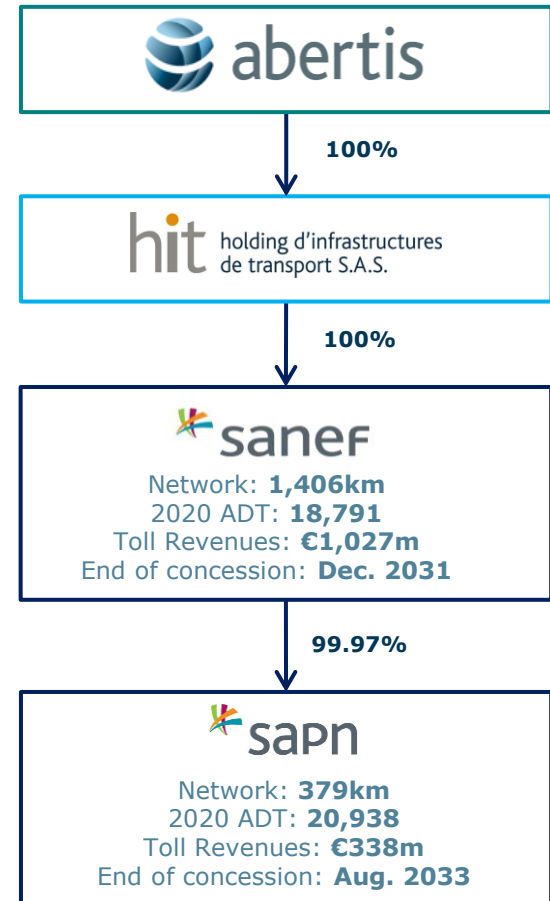 abertis
100%
hit holding d'infrastructures
de transport S.A.S.
100%
sanef
Network: 1,406km
2020 ADT: 18,791
Toll Revenues: €1,027m
End of concession: Dec. 2031
99.97%
sapn
Network: 379km
2020 ADT: 20,938
Toll Revenues: €338m
End of concession: Aug. 2033